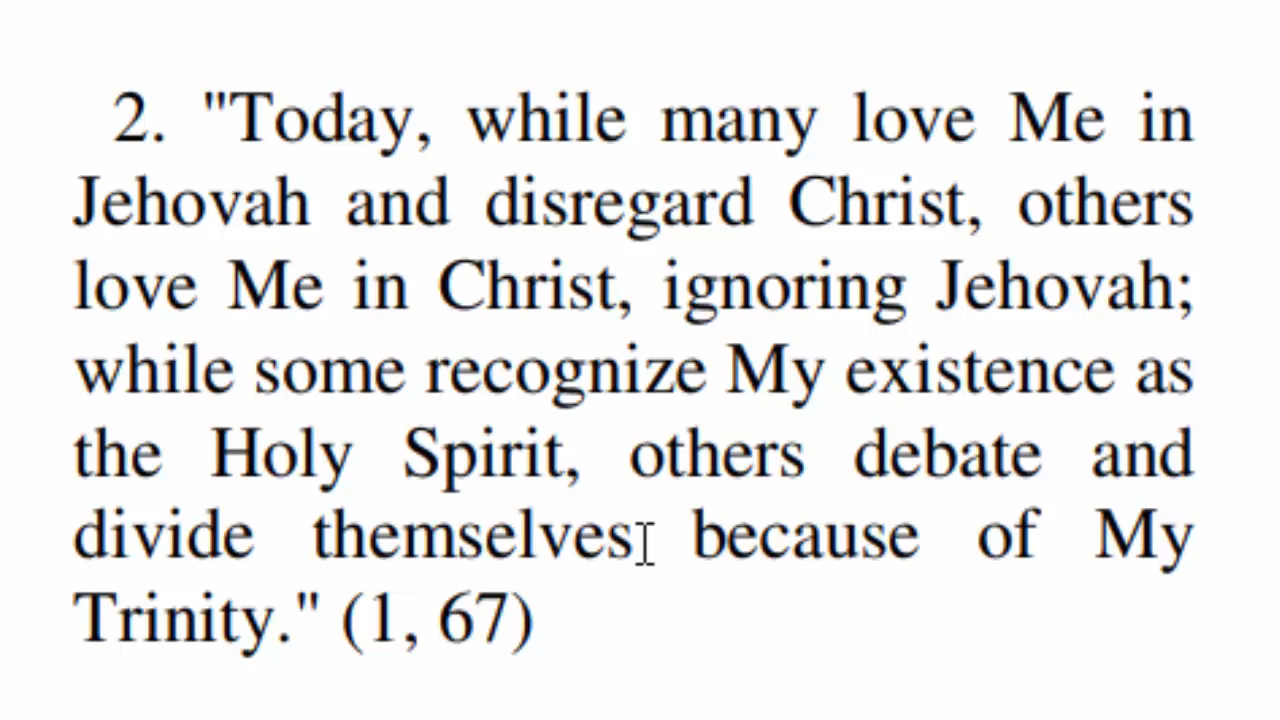 2. "Today, while many love Me in
Jehovah and disregard Christ, others
love Me in Christ, ignoring Jehovah;
while some recognize My existence as
the Holy Spirit, others debate and
divide themselves because of My
Trinity." (1, 67)